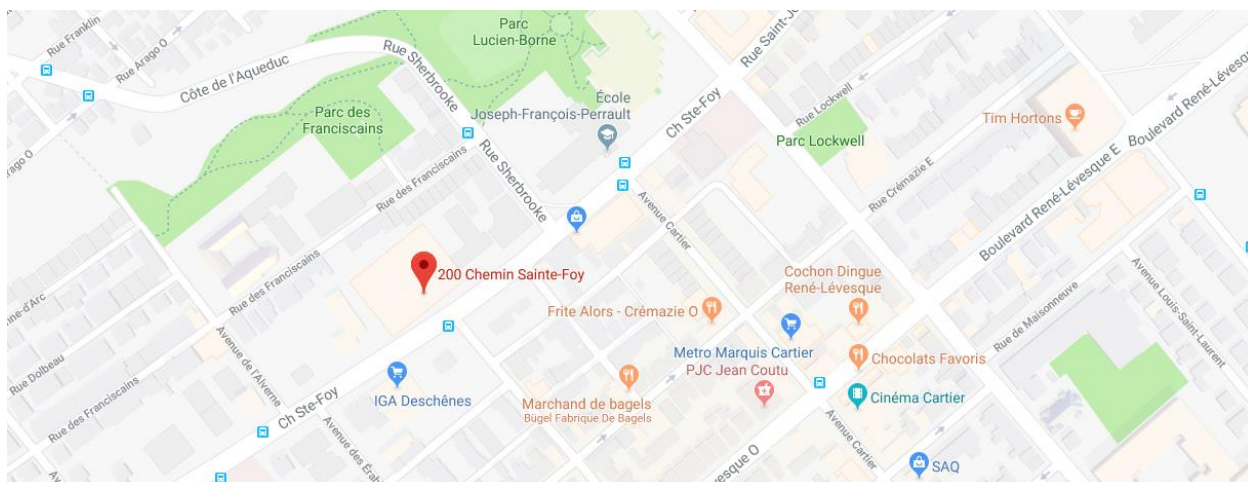 Rue Franklin
Rue Arago O
Côte de l'Aqueduc
Rue Sherbrooke
Parc
Lucien-Borne
Rue Saint-J
Rue Lockwell
Tim Hortons
Boulevard René-Lévesque
Boulevard René-Lévesque E
École
Joseph-François-Perrault
Ch Ste-Foy
Parc Lockwell
Parc des
Franciscains
Rue des Franciscains
Rue Sherbrooke
Avenue Cartier
Rue Crémazie E
200 Chemin Sainte-Foy
Cochon Dingue
René-Lévesque
Frite Alors - Crémazie O
Metro Marquis Cartier
PJC Jean Coutu
Chocolats Favoris
Cinéma Cartier
Rue de Maisonneuve
Avenue Louis-Saint-Laurent
Rue des Franciscains
Rue Dolbeau
Avenue de l'Alverne
Rue des Franciscains
IGA Deschênes
Marchand de bagels
Bügel Fabrique De Bagels
Ch Ste-Foy
Avenue des Érab
Avenue Cartier
vesque O
SAQ